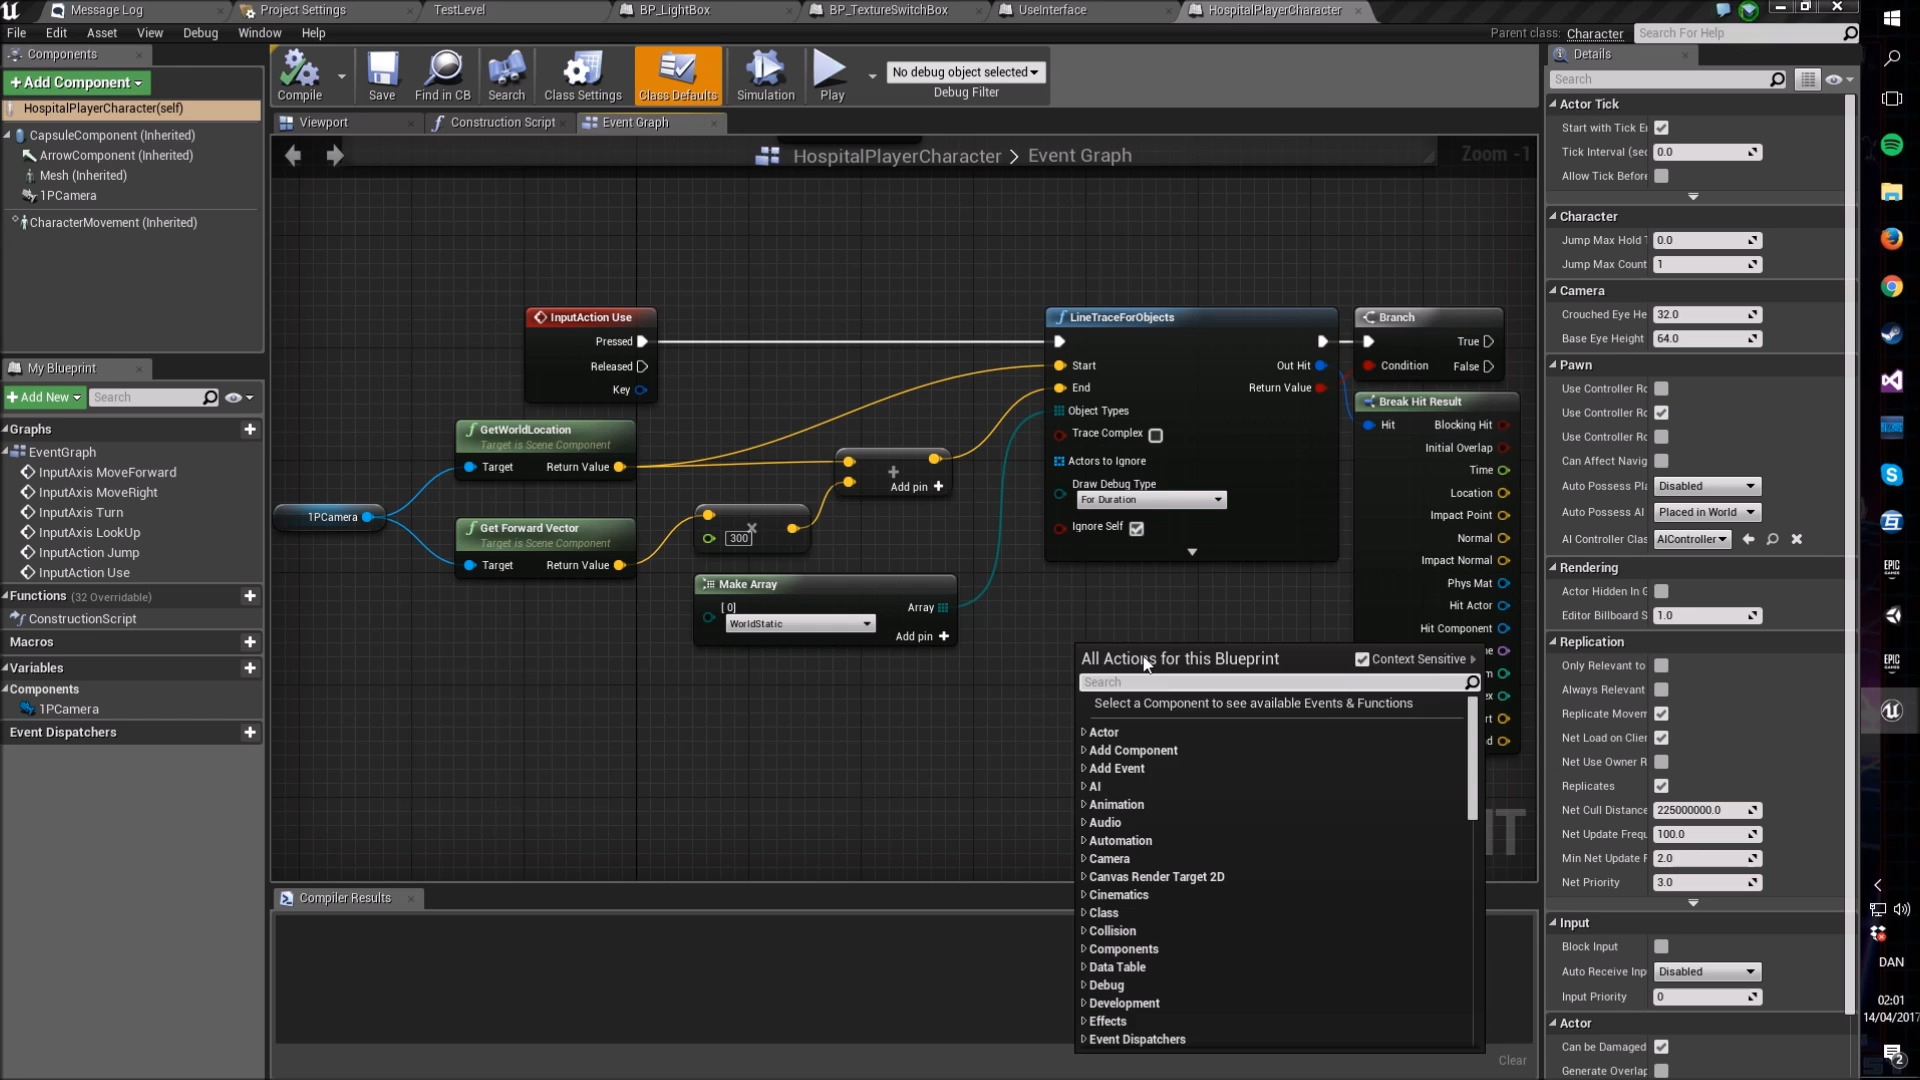 Message Log
Project Settings
TestLevel
BP_LightBox
BP_TextureSwitchBox
UseInterface
HospitalPlayerCharacter
File
Edit
Asset
View
Debug
Window
Help
Parent class: Character
Search For Help
Components
+Add Component
HospitalPlayerCharacter(self)
CapsuleComponent (Inherited)
ArrowComponent (Inherited)
Mesh (Inherited)
1PCamera
CharacterMovement (Inherited)
My Blueprint
+Add New
Search
Graphs
EventGraph
InputAxis MoveForward
InputAxis MoveRight
InputAxis Turn
InputAxis LookUp
InputAction Jump
InputAction Use
Functions (32 Overridable)
ConstructionScript
Macros
Variables
Components
1PCamera
Event Dispatchers
Compile
Save
Find in CB
Search
Class Settings
Class Defaults
Simulation
Play
No debug object selected
Debug Filter
Viewport
Construction Script
Event Graph
HospitalPlayerCharacter > Event Graph
Zoom -1
InputAction Use
Pressed
Released
Key
GetWorldLocation
Target is Scene Component
Target
Return Value
1PCamera
Get Forward Vector
Target is Scene Component
Target
Return Value
300
Add pin +
Make Array
[ 0]
WorldStatic
Array
Add pin +
LineTraceForObjects
Start
End
Object Types
Trace Complex
Actors to Ignore
Draw Debug Type
For Duration
Ignore Self
Out Hit
Return Value
Branch
Condition
True
False
Break Hit Result
Hit
Blocking Hit
Initial Overlap
Time
Location
Impact Point
Normal
Impact Normal
Phys Mat
Hit Actor
Hit Component
All Actions for this Blueprint
Context Sensitive
Search
Select a Component to see available Events & Functions
Actor
Add Component
Add Event
AI
Animation
Audio
Automation
Camera
Canvas Render Target 2D
Cinematics
Class
Collision
Components
Data Table
Debug
Development
Effects
Event Dispatchers
Compiler Results
Clear
Details
Search
Actor Tick
Start with Tick E
Tick Interval (sec
0.0
Allow Tick Before
Character
Jump Max Hold T
0.0
Jump Max Count
1
Camera
Crouched Eye He
32.0
Base Eye Height
64.0
Pawn
Use Controller Ro
Use Controller Ro
Use Controller Ro
Can Affect Navig
Auto Possess Pla
Disabled
Auto Possess AI
Placed in World
AI Controller Clas
AIController
Rendering
Actor Hidden In G
Editor Billboard S
1.0
Replication
Only Relevant to
Always Relevant
Replicate Movem
Net Load on Clien
Net Use Owner R
Replicates
Net Cull Distance
225000000.0
Net Update Frequ
100.0
Min Net Update F
2.0
Net Priority
3.0
Input
Block Input
Auto Receive Inp
Disabled
Input Priority
0
Actor
Can be Damaged
Generate Overlap
EPIC
EPIC
DAN
02:01
14/04/2017
2